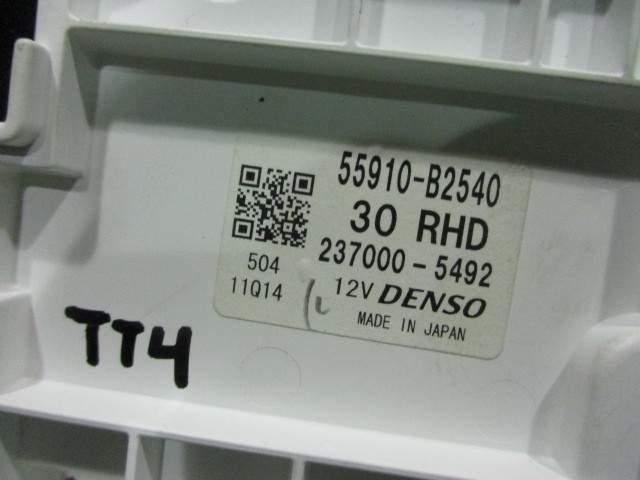 55910-B2540
30 RHD
237000-5492
504
11Q14
12V DENSO
MADE IN JAPAN
TT4